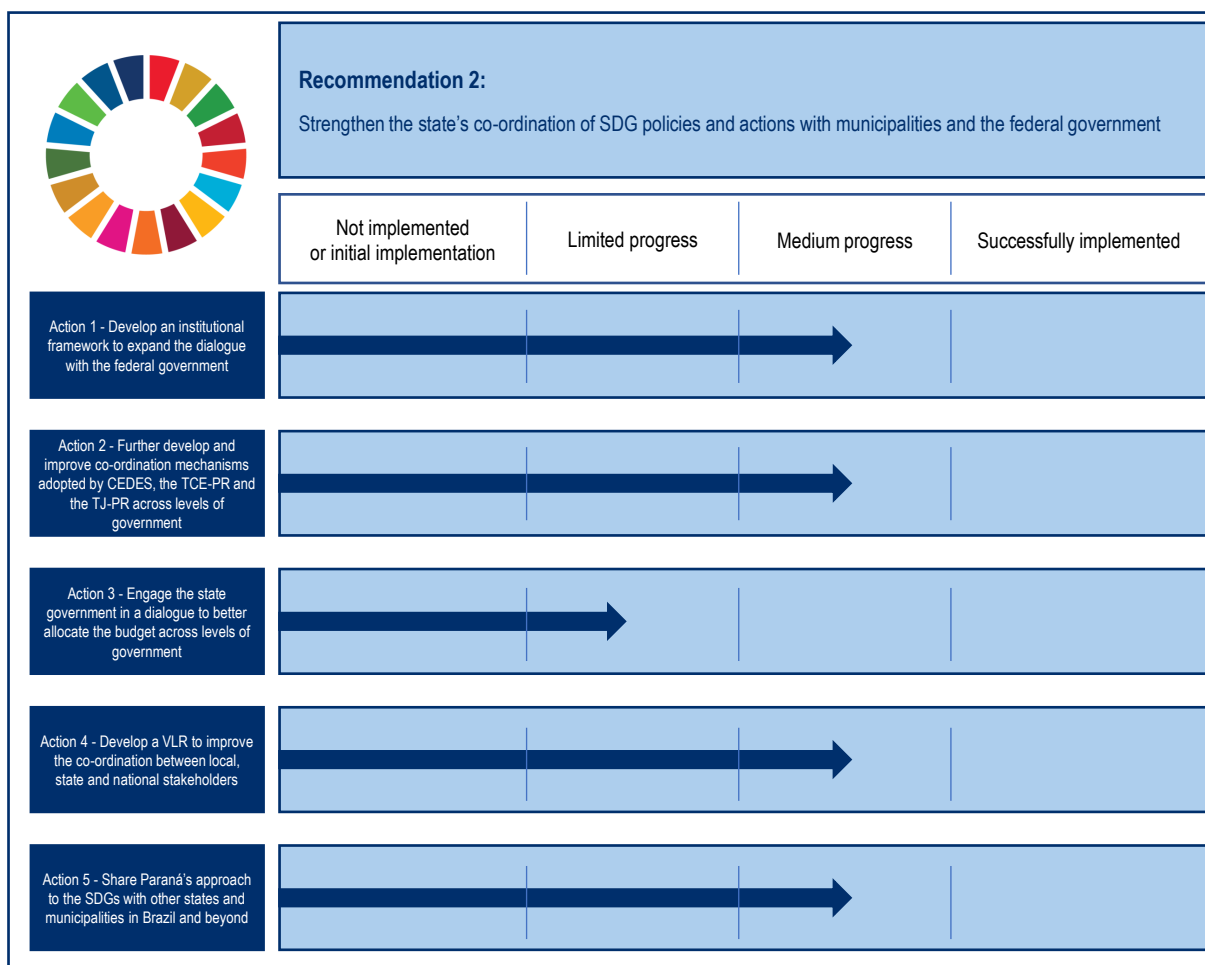 Recommendation 2:
Strengthen the state’s co-ordination of SDG policies and actions with municipalities and the federal government
Not implemented
or initial implementation
Limited progress
Medium progress
Successfully implemented
Action 1 - Develop an institutional
framework to expand the dialogue
with the federal government
Action 2 - Further develop and
improve co-ordination mechanisms
adopted by CEDES, the TCE-PR and
the TJ-PR across levels of
government
Action 3 - Engage the state
government in a dialogue to better
allocate the budget across levels of
government
Action 4 - Develop a VLR to improve
the co-ordination between local,
state and national stakeholders
Action 5 - Share Paraná’s approach
to the SDGs with other states and
municipalities in Brazil and beyond